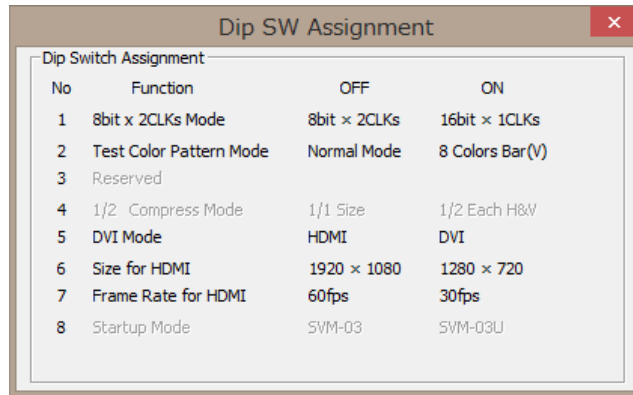 Dip SW Assignment
Dip Switch Assignment
No Function OFF ON
1 8bit x 2CLKs Mode 8bit × 2CLKs 16bit × 1CLKs
2 Test Color Pattern Mode Normal Mode 8 Colors Bar(V)
3 Reserved
4 1/2 Compress Mode 1/1 Size 1/2 Each H&V
5 DVI Mode HDMI DVI
6 Size for HDMI 1920 × 1080 1280 × 720
7 Frame Rate for HDMI 60fps 30fps
8 Startup Mode SVM-03 SVM-03U